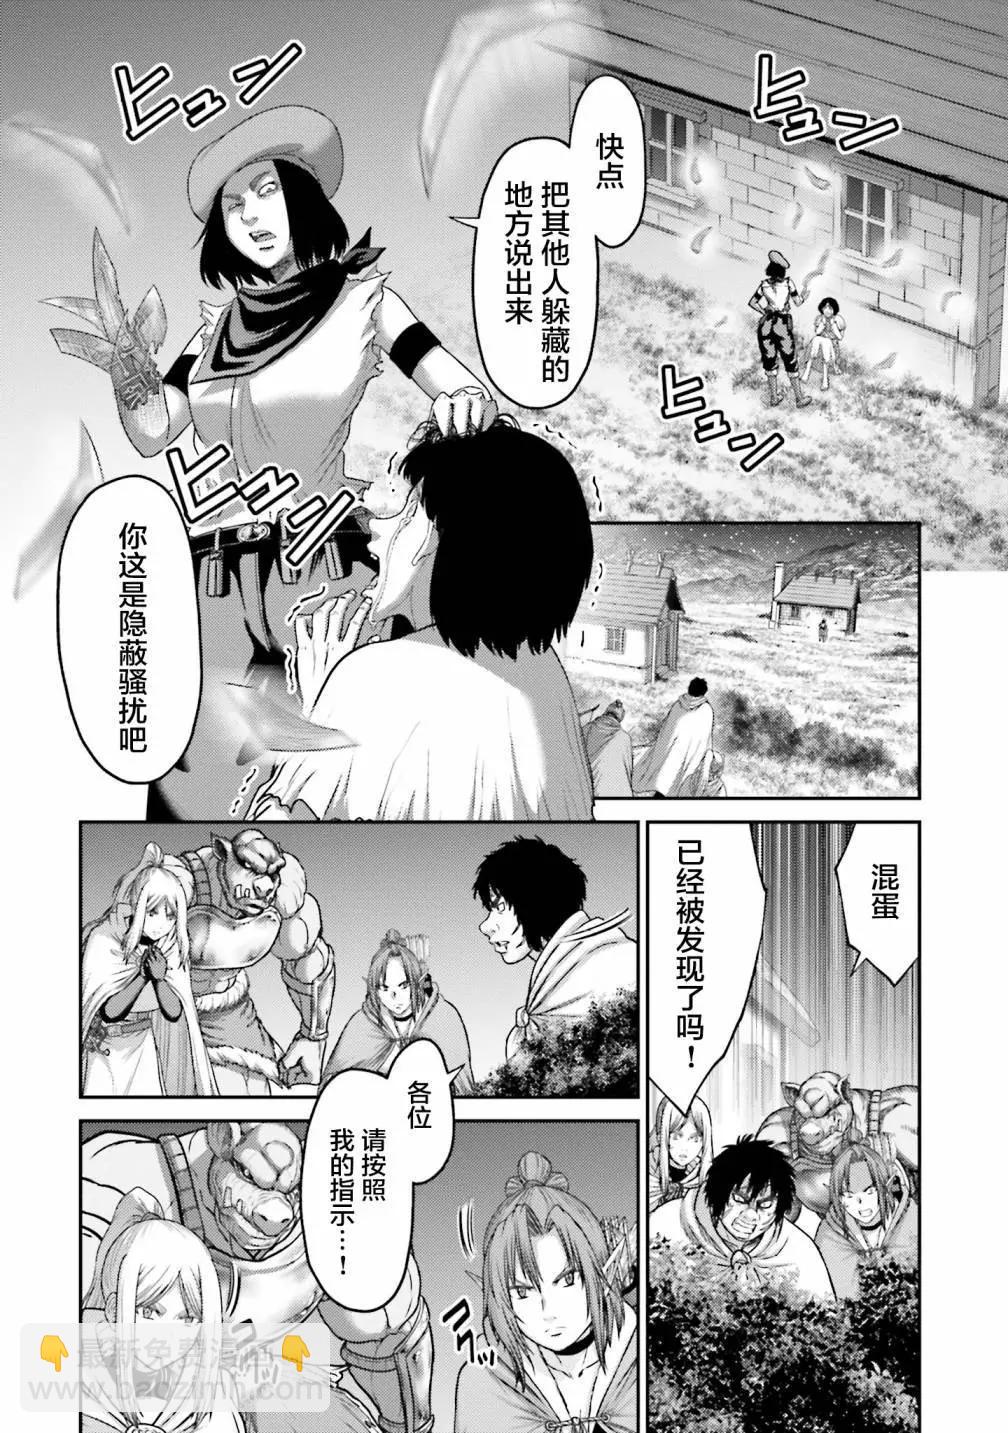 ヒュン
ヒュン
快点
把其他人躲藏的
地方说出来
ヒュン
ヒュン
你这是隐蔽骚扰吧
混蛋
已经被发现了吗！
各位
请按照
我的指示…！
クッ
最新免费漫画
www.baozimh.com